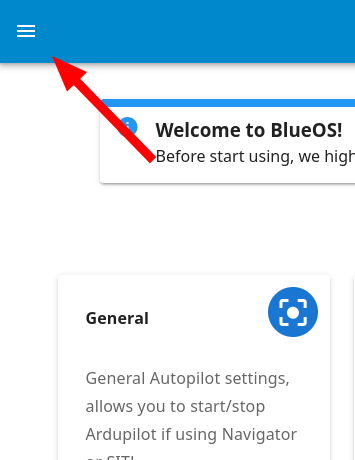 Welcome to BlueOS!
Before start using, we high
General
General Autopilot settings,
allows you to start/stop
Ardupilot if using Navigator
or SITL